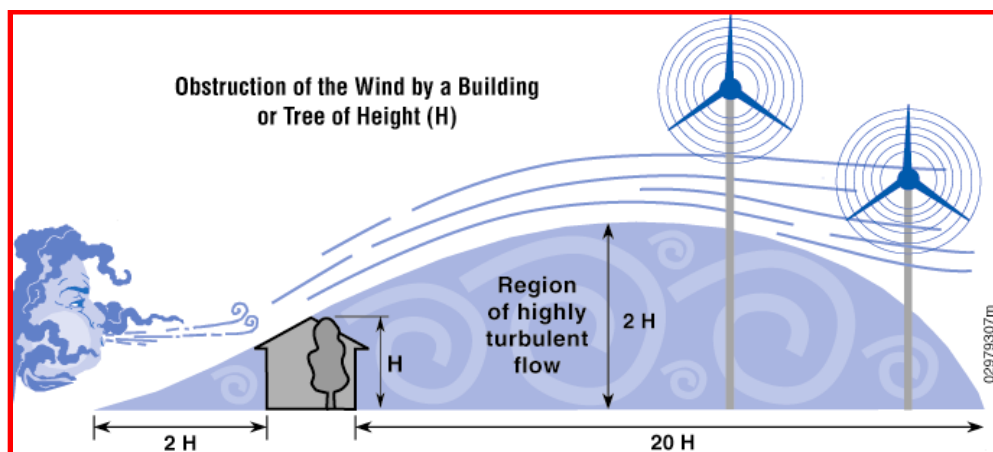 Obstruction of the Wind by a Building
or Tree of Height (H)
Region
of highly
turbulent
flow
2 H
H
2 H
20 H
02979307m